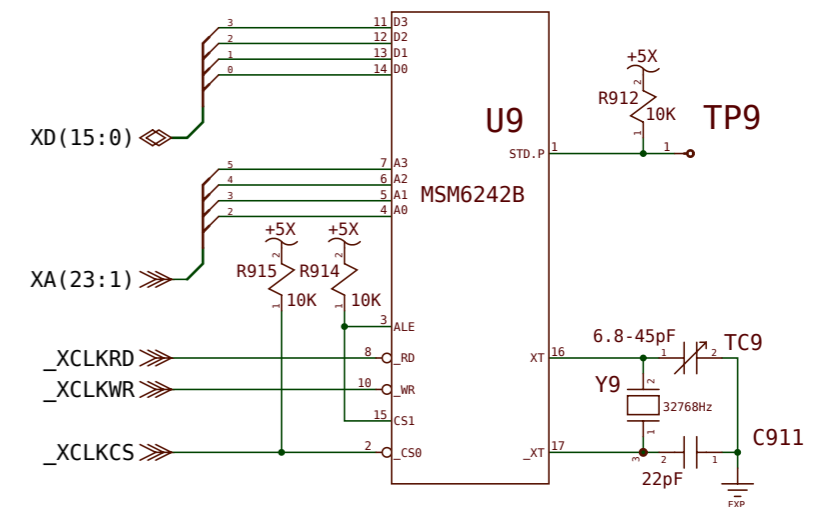 3 11 D3
2 12 D2
1 13 D1
0 14 D0
XD(15:0)
+5X
2
R912
10K
1
U9
TP9
STD.P 1 1
MSM6242B
5 7 A3
4 6 A2
3 5 A1
2 4 A0
XA(23:1)
+5X +5X
2 2
R915 R914
10K 10K
1 1
3 ALE
_XCLKRD 8 _RD
_XCLKWR 10 _WR
15 CS1
_XCLKCS 2 _CS0
6.8-45pF TC9
XT 16 1 2
Y9 2
32768Hz
1
C911
_XT 17 3 2 1
22pF
EXP